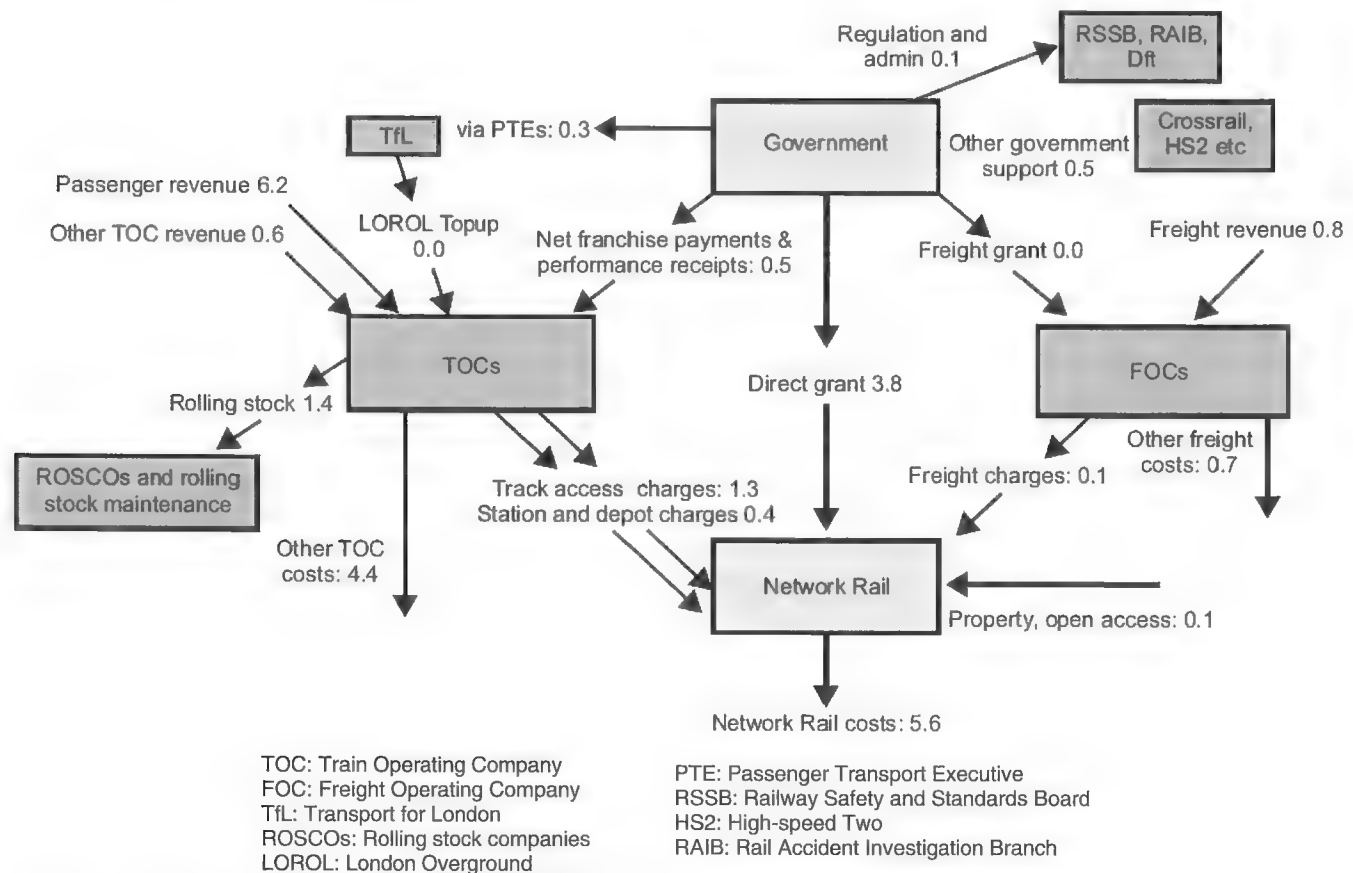 Regulation and
admin 0.1
RSSB, RAIB,
Dft
TfL
via PTEs: 0.3
Government
Other government
support 0.5
Crossrail,
HS2 etc
Passenger revenue 6.2
Other TOC revenue 0.6
LOROL Topup
0.0
Net franchise payments &
performance receipts: 0.5
Freight grant 0.0
Freight revenue 0.8
TOCs
Direct grant 3.8
FOCs
Rolling stock 1.4
ROSCOs and rolling
stock maintenance
Other TOC
costs: 4.4
Track access charges: 1.3
Station and depot charges 0.4
Freight charges: 0.1
Other freight
costs: 0.7
Network Rail
Property, open access: 0.1
Network Rail costs: 5.6
TOC: Train Operating Company
FOC: Freight Operating Company
TfL: Transport for London
ROSCOs: Rolling stock companies
LOROL: London Overground
PTE: Passenger Transport Executive
RSSB: Railway Safety and Standards Board
HS2: High-speed Two
RAIB: Rail Accident Investigation Branch